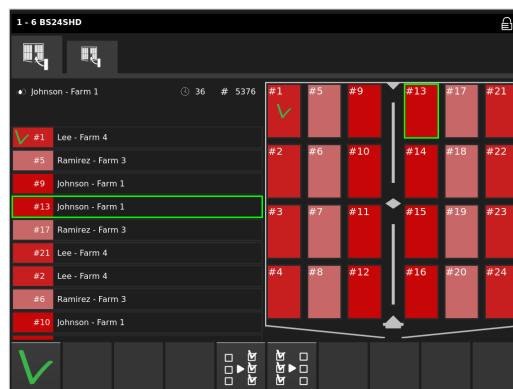 1 - 6 BS24SHD
Johnson - Farm 1 36 # 5376
#1 Lee - Farm 4
#5 Ramirez - Farm 3
#9 Johnson - Farm 1
#13 Johnson - Farm 1
#17 Ramirez - Farm 3
#21 Lee - Farm 4
#2 Lee - Farm 4
#6 Ramirez - Farm 3
#10 Johnson - Farm 1
#1 #5 #9 #13 #17 #21
#2 #6 #10 #14 #18 #22
#3 #7 #11 #15 #19 #23
#4 #8 #12 #16 #20 #24